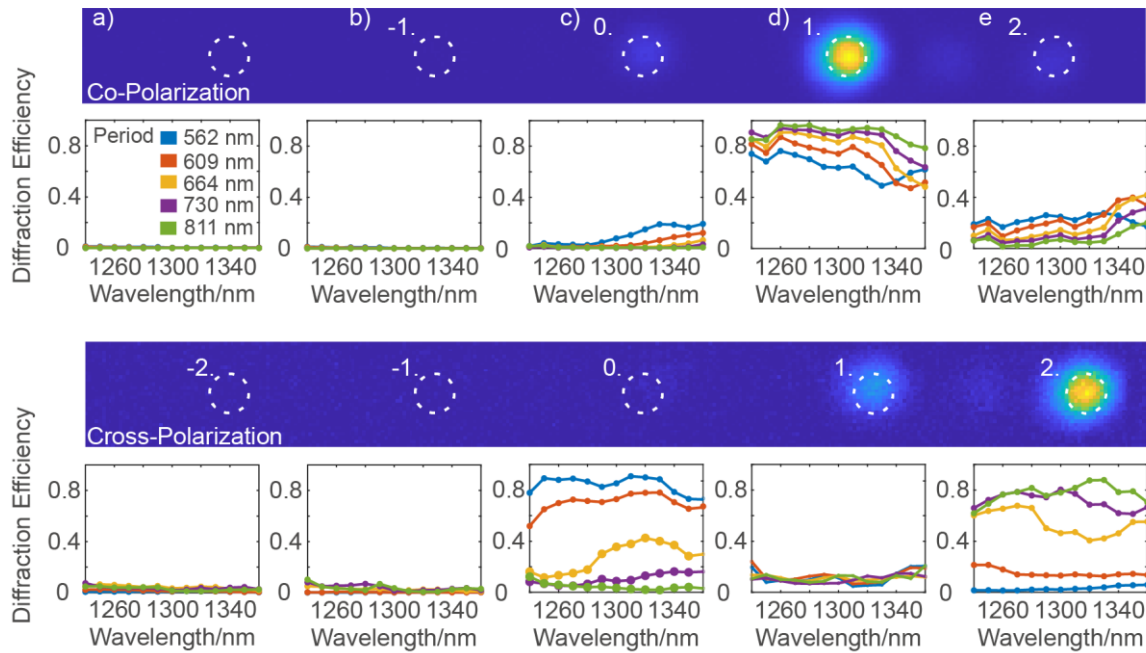 a)
b)
-1.
c)
0.
d)
1.
e
2.
Co-Polarization
Diffraction Efficiency
0.8
0.4
0
Period
562 nm
609 nm
664 nm
730 nm
811 nm
1260 1300 1340
Wavelength/nm
0.8
0.4
0
1260 1300 1340
Wavelength/nm
0.8
0.4
0
1260 1300 1340
Wavelength/nm
0.8
0.4
0
1260 1300 1340
Wavelength/nm
0.8
0.4
0
1260 1300 1340
Wavelength/nm
-2.
-1.
0.
1.
2.
Cross-Polarization
Diffraction Efficiency
0.8
0.4
0
1260 1300 1340
Wavelength/nm
0.8
0.4
0
1260 1300 1340
Wavelength/nm
0.8
0.4
0
1260 1300 1340
Wavelength/nm
0.8
0.4
0
1260 1300 1340
Wavelength/nm
0.8
0.4
0
1260 1300 1340
Wavelength/nm